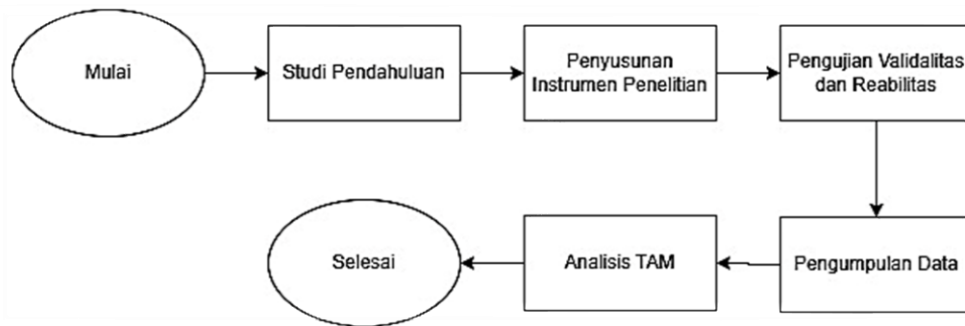 Mulai
Studi Pendahuluan
Penyusunan
Instrumen Penelitian
Pengujian Validalitas
dan Reabilitas
Pengumpulan Data
Analisis TAM
Selesai